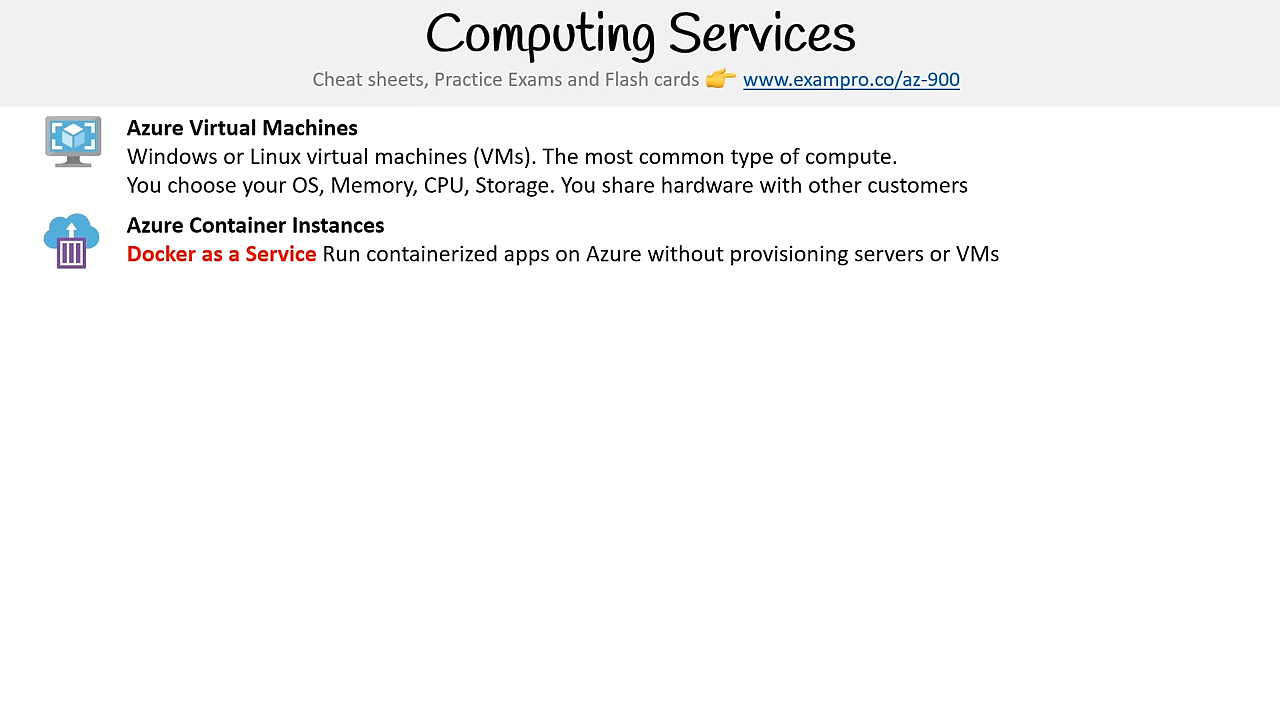 Computing Services
Cheat sheets, Practice Exams and Flash cards 👉 www.exampro.co/az-900
Azure Virtual Machines
Windows or Linux virtual machines (VMs). The most common type of compute.
You choose your OS, Memory, CPU, Storage. You share hardware with other customers
Azure Container Instances
Docker as a Service Run containerized apps on Azure without provisioning servers or VMs